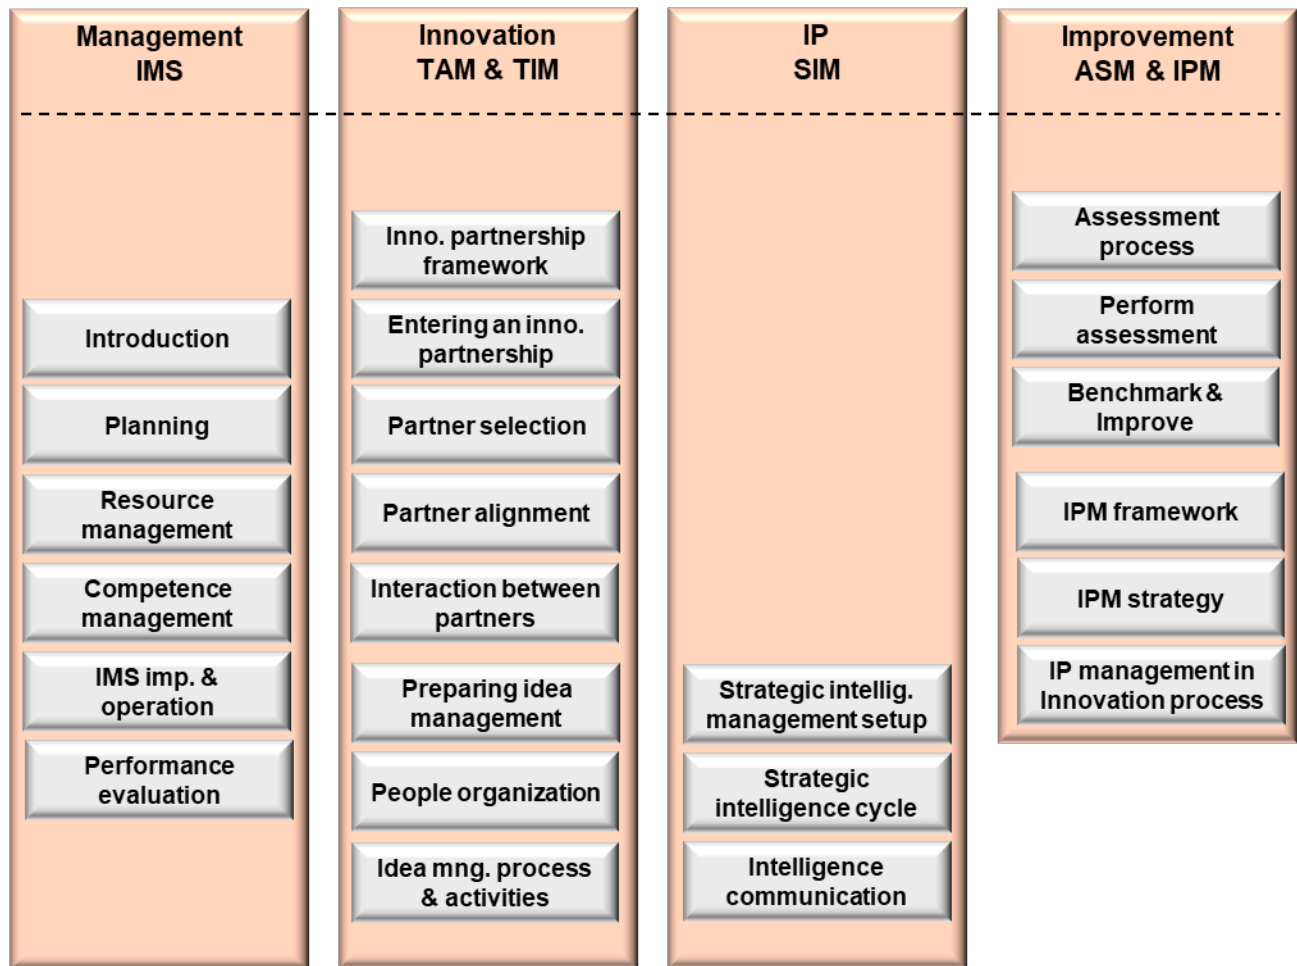 Management
IMS
Introduction
Planning
Resource
management
Competence
management
IMS imp. &
operation
Performance
evaluation
Innovation
TAM & TIM
Inno. partnership
framework
Entering an inno.
partnership
Partner selection
Partner alignment
Interaction between
partners
Preparing idea
management
People organization
Idea mng. process
& activities
IP
SIM
Strategic intellig.
management setup
Strategic
intelligence cycle
Intelligence
communication
Improvement
ASM & IPM
Assessment
process
Perform
assessment
Benchmark &
Improve
IPM framework
IPM strategy
IP management in
Innovation process